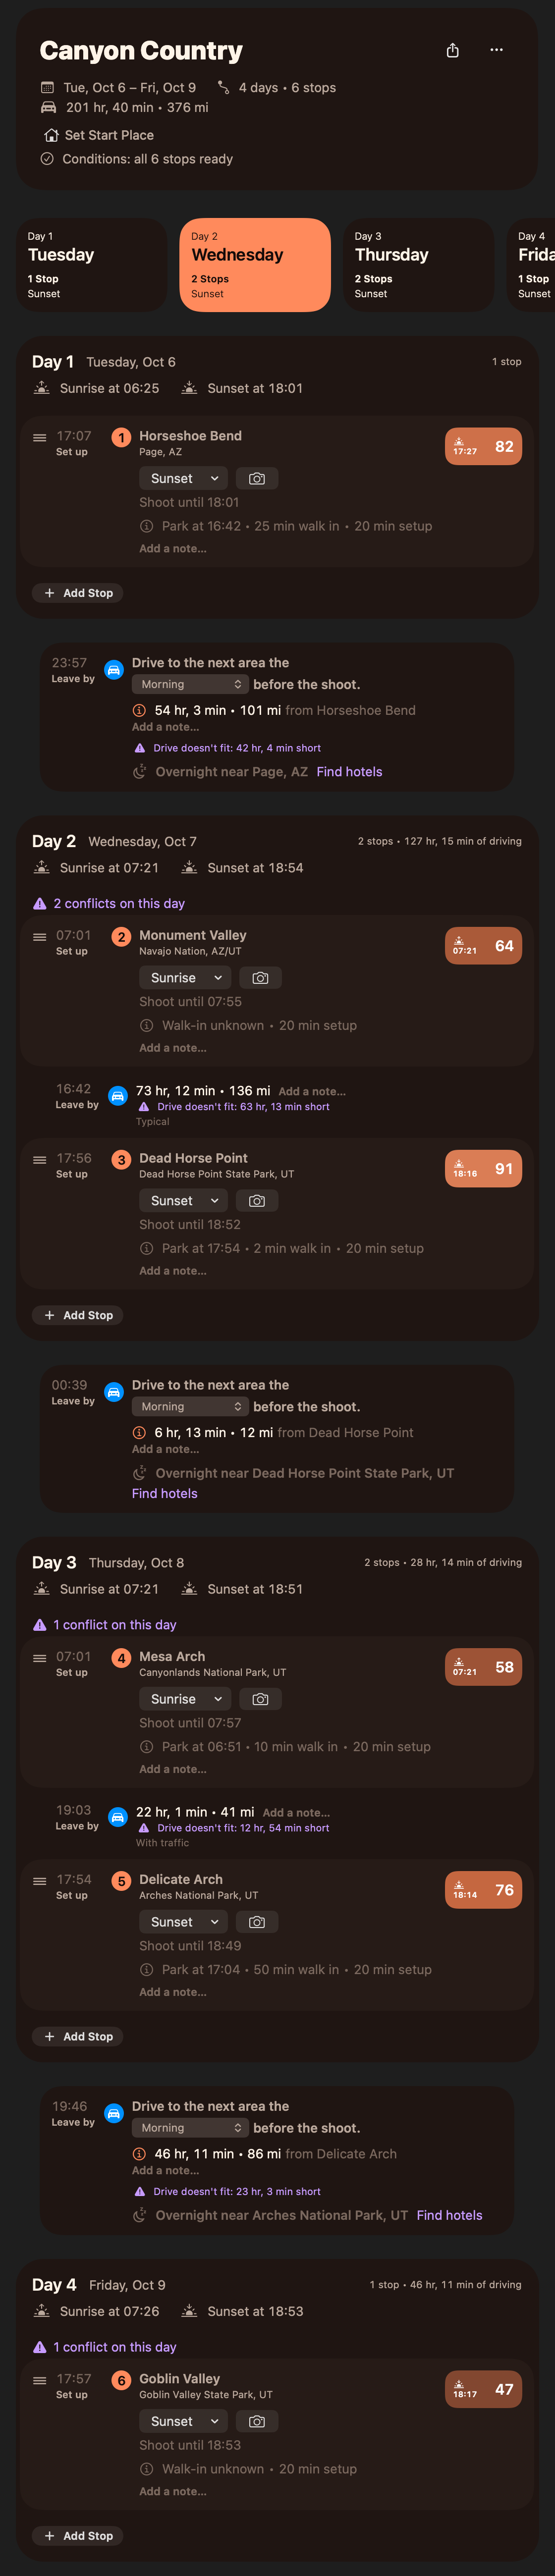 Canyon Country
Tue, Oct 6 – Fri, Oct 9 4 days • 6 stops
201 hr, 40 min • 376 mi
Set Start Place
Conditions: all 6 stops ready
Day 1
Tuesday
1 Stop
Sunset
Day 2
Wednesday
2 Stops
Sunset
Day 3
Thursday
2 Stops
Sunset
Day 4
Frida
1 Stop
Sunset
Day 1 Tuesday, Oct 6 1 stop
Sunrise at 06:25 Sunset at 18:01
17:07 1 Horseshoe Bend
Set up Page, AZ
17:27 82
Sunset
Shoot until 18:01
Park at 16:42 • 25 min walk in • 20 min setup
Add a note...
+ Add Stop
23:57 Drive to the next area the
Leave by Morning before the shoot.
54 hr, 3 min • 101 mi from Horseshoe Bend
Add a note...
Drive doesn't fit: 42 hr, 4 min short
Overnight near Page, AZ Find hotels
Day 2 Wednesday, Oct 7 2 stops • 127 hr, 15 min of driving
Sunrise at 07:21 Sunset at 18:54
2 conflicts on this day
07:01 2 Monument Valley
Set up Navajo Nation, AZ/UT
07:21 64
Sunrise
Shoot until 07:55
Walk-in unknown • 20 min setup
Add a note...
16:42 73 hr, 12 min • 136 mi Add a note...
Leave by Drive doesn't fit: 63 hr, 13 min short
Typical
17:56 3 Dead Horse Point
Set up Dead Horse Point State Park, UT
18:16 91
Sunset
Shoot until 18:52
Park at 17:54 • 2 min walk in • 20 min setup
Add a note...
+ Add Stop
00:39 Drive to the next area the
Leave by Morning before the shoot.
6 hr, 13 min • 12 mi from Dead Horse Point
Add a note...
Overnight near Dead Horse Point State Park, UT
Find hotels
Day 3 Thursday, Oct 8 2 stops • 28 hr, 14 min of driving
Sunrise at 07:21 Sunset at 18:51
1 conflict on this day
07:01 4 Mesa Arch
Set up Canyonlands National Park, UT
07:21 58
Sunrise
Shoot until 07:57
Park at 06:51 • 10 min walk in • 20 min setup
Add a note...
19:03 22 hr, 1 min • 41 mi Add a note...
Leave by Drive doesn't fit: 12 hr, 54 min short
With traffic
17:54 5 Delicate Arch
Set up Arches National Park, UT
18:14 76
Sunset
Shoot until 18:49
Park at 17:04 • 50 min walk in • 20 min setup
Add a note...
+ Add Stop
19:46 Drive to the next area the
Leave by Morning before the shoot.
46 hr, 11 min • 86 mi from Delicate Arch
Add a note...
Drive doesn't fit: 23 hr, 3 min short
Overnight near Arches National Park, UT Find hotels
Day 4 Friday, Oct 9 1 stop • 46 hr, 11 min of driving
Sunrise at 07:26 Sunset at 18:53
1 conflict on this day
17:57 6 Goblin Valley
Set up Goblin Valley State Park, UT
18:17 47
Sunset
Shoot until 18:53
Walk-in unknown • 20 min setup
Add a note...
+ Add Stop